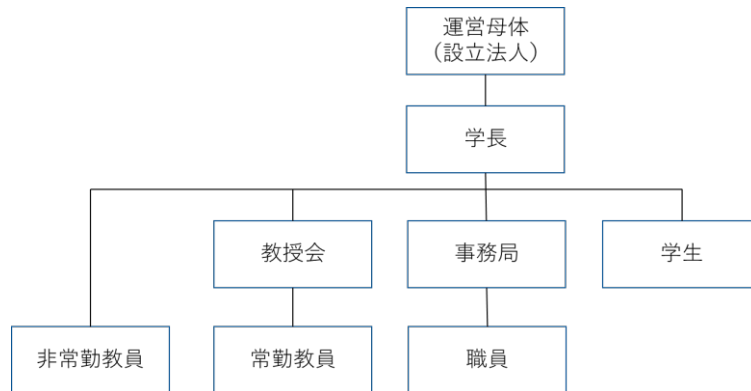 運営母体
（設立法人）
学長
教授会
事務局
学生
非常勤教員
常勤教員
職員